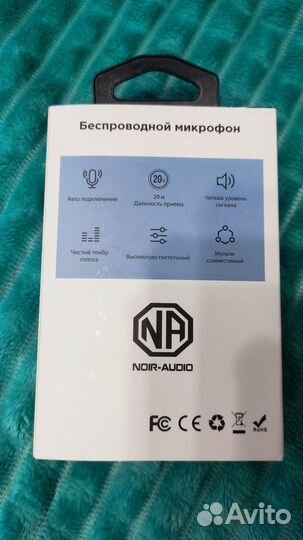 Беспроводной микрофон
20
Авто подключение
20 м
Дальность приема
Четкий уровень
сигнала
Чистый тембр
голоса
Высокочувствительный
Мульти
совместимый
NA
NOIR-AUDIO
FC CE RoHS
Avito